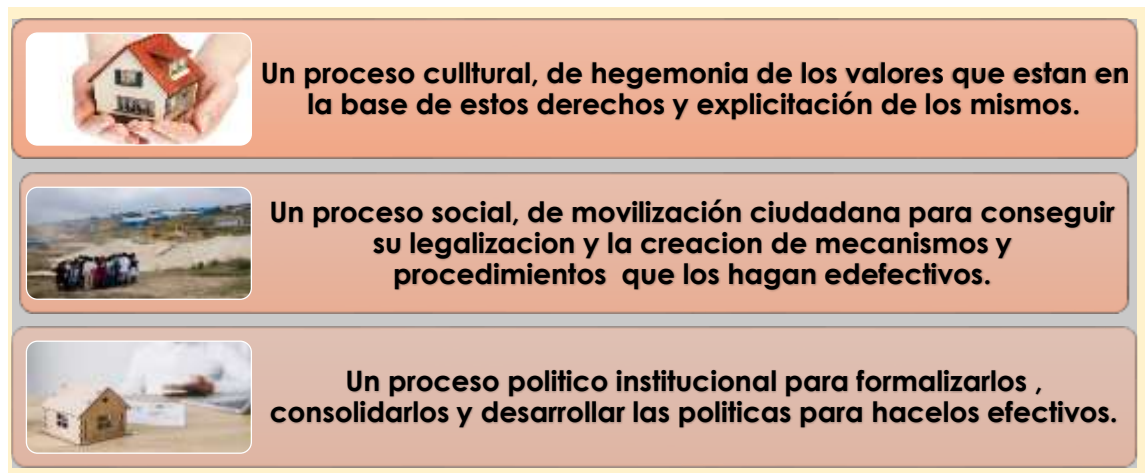 Un proceso culltural, de hegemonia de los valores que estan en
la base de estos derechos y explicitación de los mismos.
Un proceso social, de movilización ciudadana para conseguir
su legalizacion y la creacion de mecanismos y
procedimientos que los hagan edefectivos.
Un proceso politico institucional para formalizarlos ,
consolidarlos y desarrollar las politicas para hacelos efectivos.